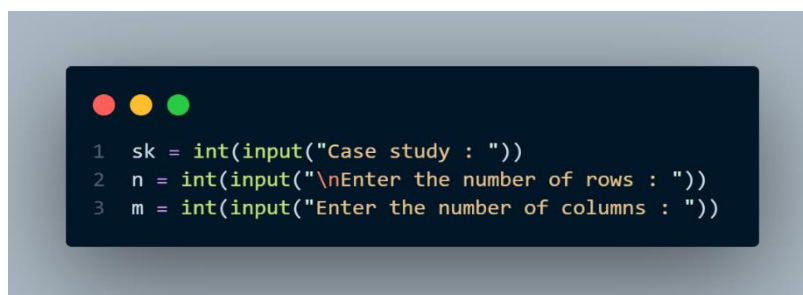 1 sk = int(input("Case study : "))
2 n = int(input("\nEnter the number of rows : "))
3 m = int(input("Enter the number of columns : "))